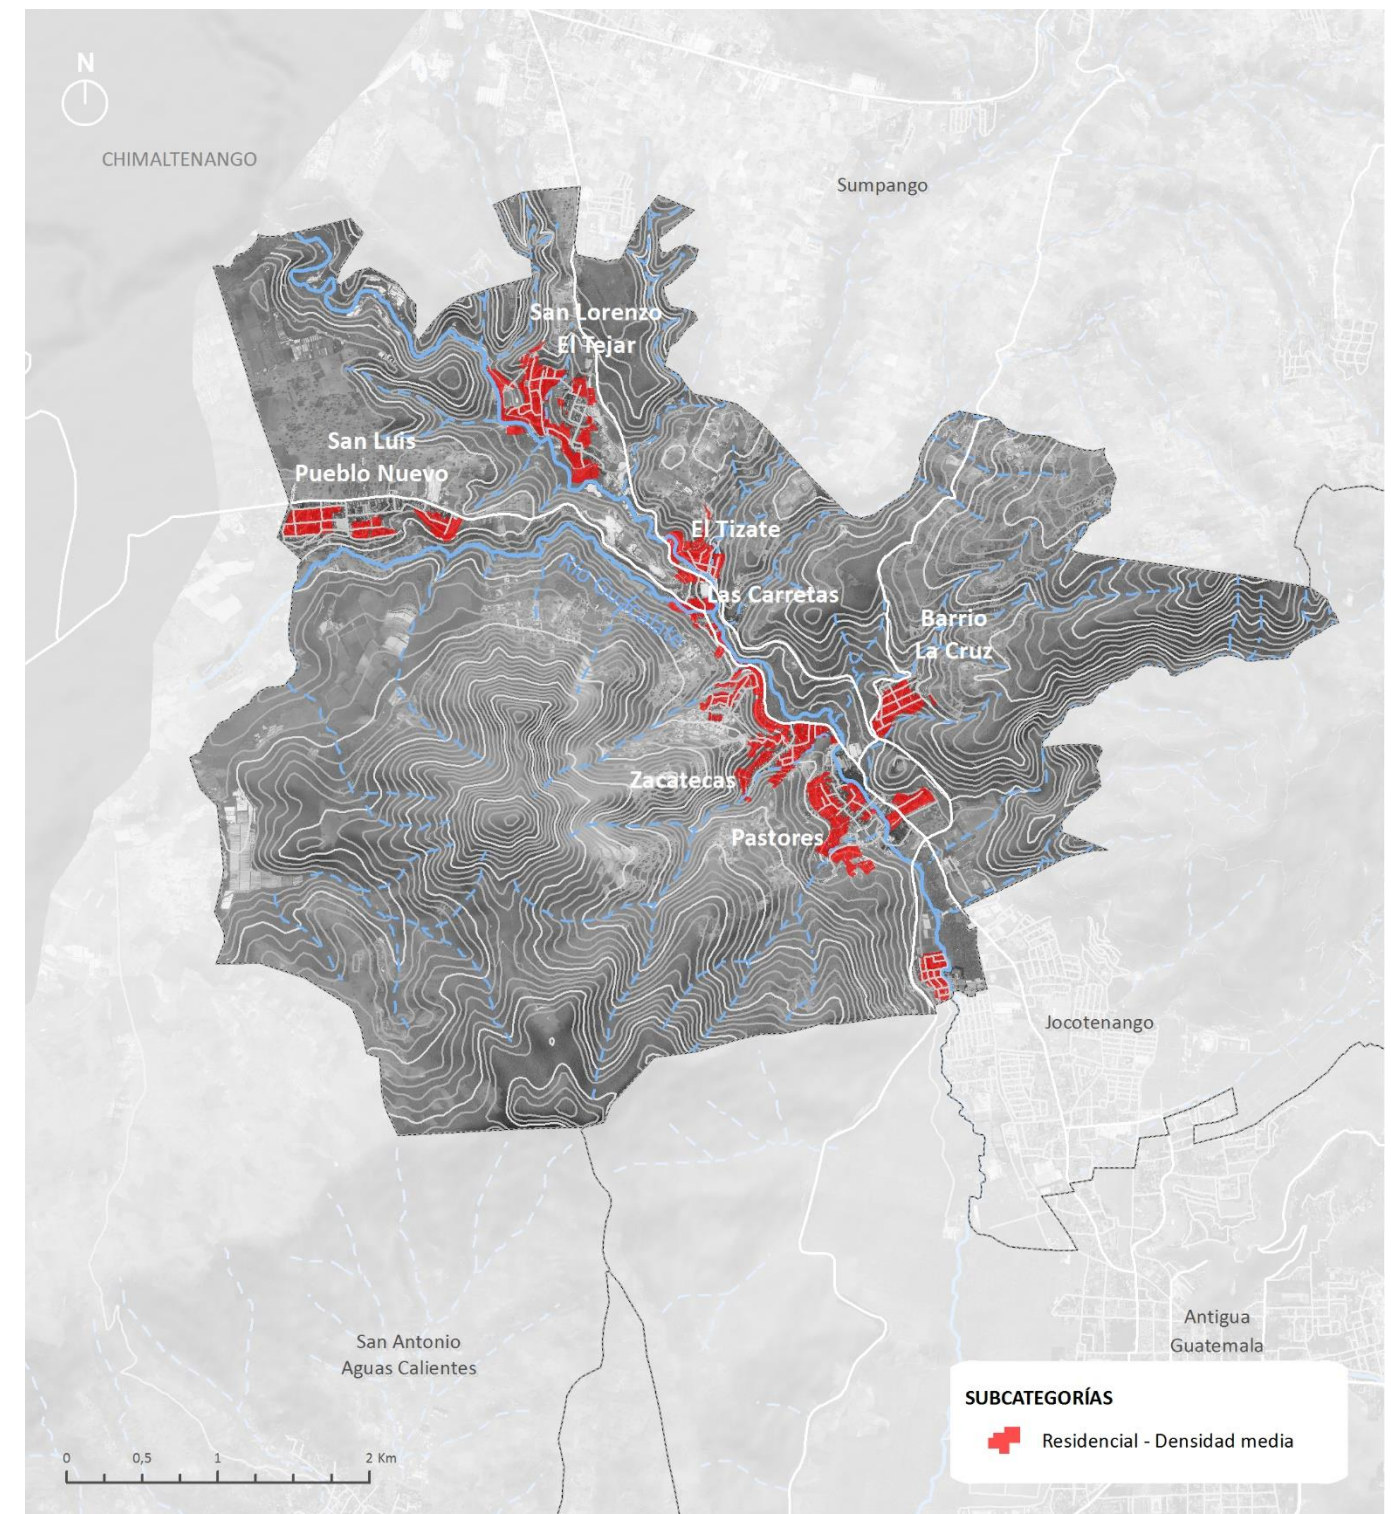 N
CHIMALTENANGO
Sumpango
San Lorenzo
El Tejar
San Luis
Pueblo Nuevo
El Tizate
Las Carretas
Barrio
La Cruz
Zacatecas
Pastores
Jocotenango
Antigua
Guatemala
San Antonio
Aguas Calientes
SUBCATEGORÍAS
Residencial - Densidad media
0 0,5 1 2 Km